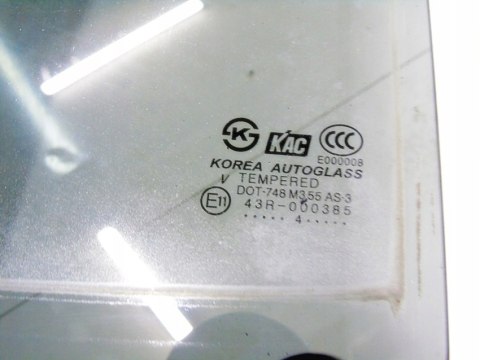 K KAC CCC
E000008
KOREA AUTOGLASS
V TEMPERED
DOT-748 M355 AS-3
E11 43R-000385
••••• 4 •••••